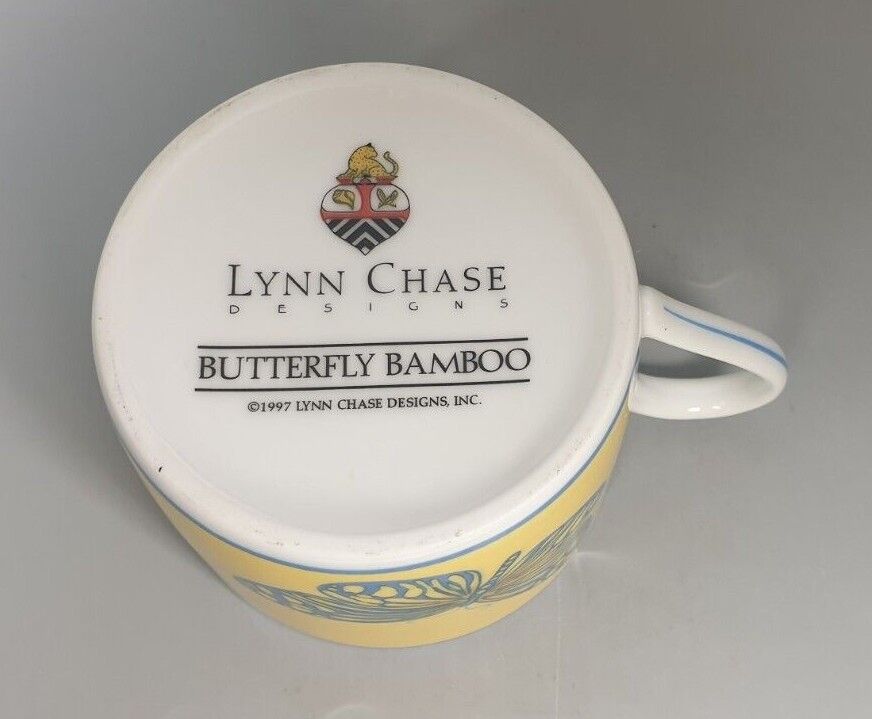 LYNN CHASE
DESIGNS
BUTTERFLY BAMBOO
©1997 LYNN CHASE DESIGNS, INC.